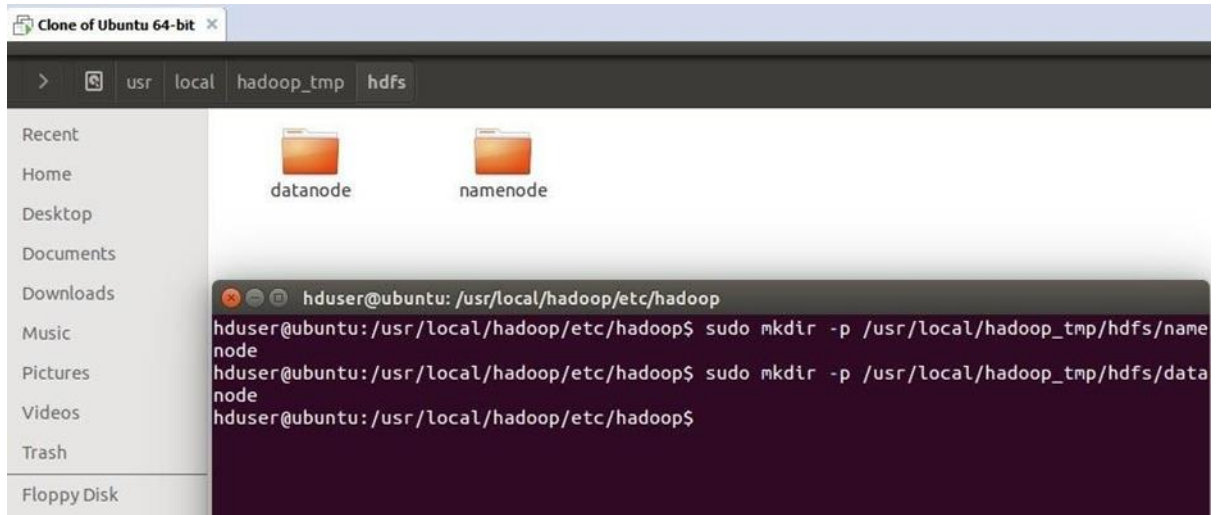 Clone of Ubuntu 64-bit ×
> usr local hadoop_tmp hdfs
Recent
Home
Desktop
Documents
Downloads
Music
Pictures
Videos
Trash
Floppy Disk
datanode namenode
hduser@ubuntu: /usr/local/hadoop/etc/hadoop
hduser@ubuntu:/usr/local/hadoop/etc/hadoop$ sudo mkdir -p /usr/local/hadoop_tmp/hdfs/name
node
hduser@ubuntu:/usr/local/hadoop/etc/hadoop$ sudo mkdir -p /usr/local/hadoop_tmp/hdfs/data
node
hduser@ubuntu:/usr/local/hadoop/etc/hadoop$